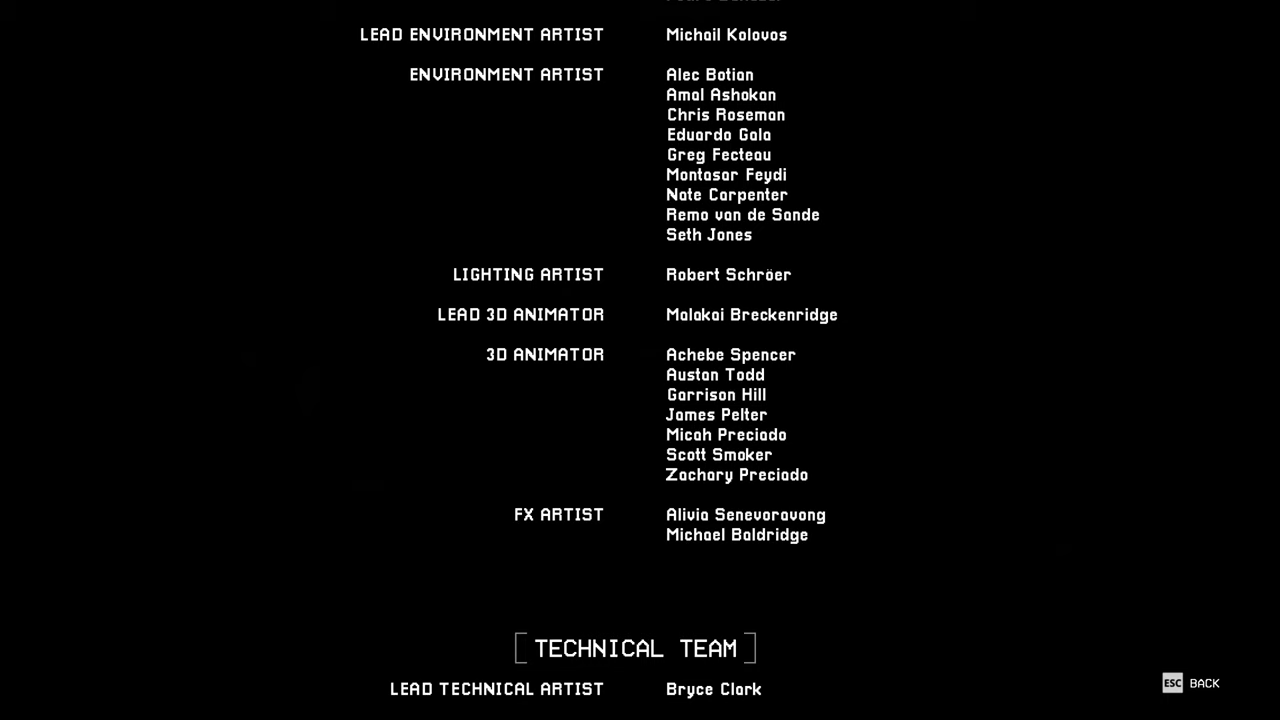 LEAD ENVIRONMENT ARTIST Michail Kolovos
ENVIRONMENT ARTIST Alec Botian
Amal Ashokan
Chris Roseman
Eduardo Gala
Greg Fecteau
Montasar Feydi
Nate Carpenter
Remo van de Sande
Seth Jones
LIGHTING ARTIST Robert Schröer
LEAD 3D ANIMATOR Malakai Breckenridge
3D ANIMATOR Achebe Spencer
Austan Todd
Garrison Hill
James Pelter
Micah Preciado
Scott Smoker
Zachary Preciado
FX ARTIST Alivia Senevoravong
Michael Baldridge
TECHNICAL TEAM
LEAD TECHNICAL ARTIST Bryce Clark
ESC BACK